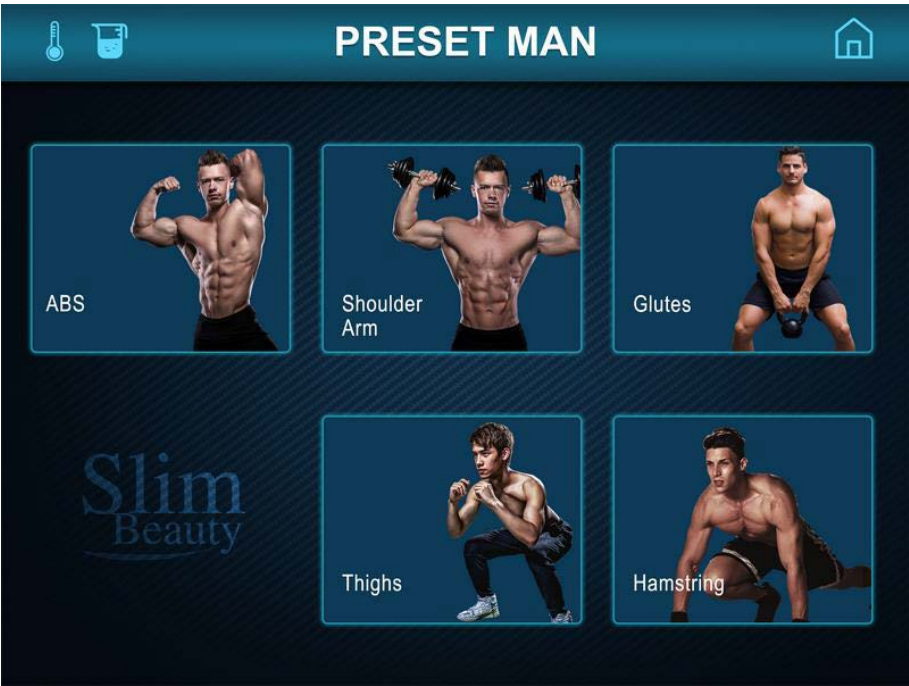 PRESET MAN
ABS
Shoulder
Arm
Glutes
Slim
Beauty
Thighs
Hamstring